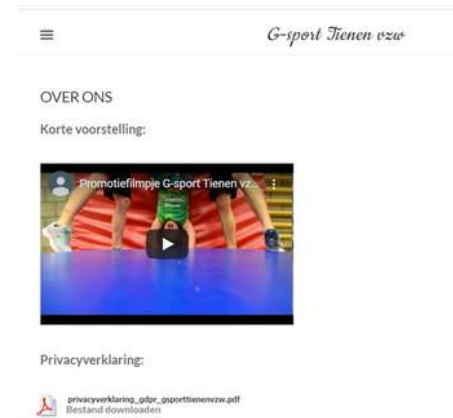 G-sport Tienen vzw
OVER ONS
Korte voorstelling:
Promotiefilmpje G-sport Tienen vz...
Privacyverklaring:
privacyverklaring_gdpr_gsporttienenvzw.pdf
Bestand downloaden